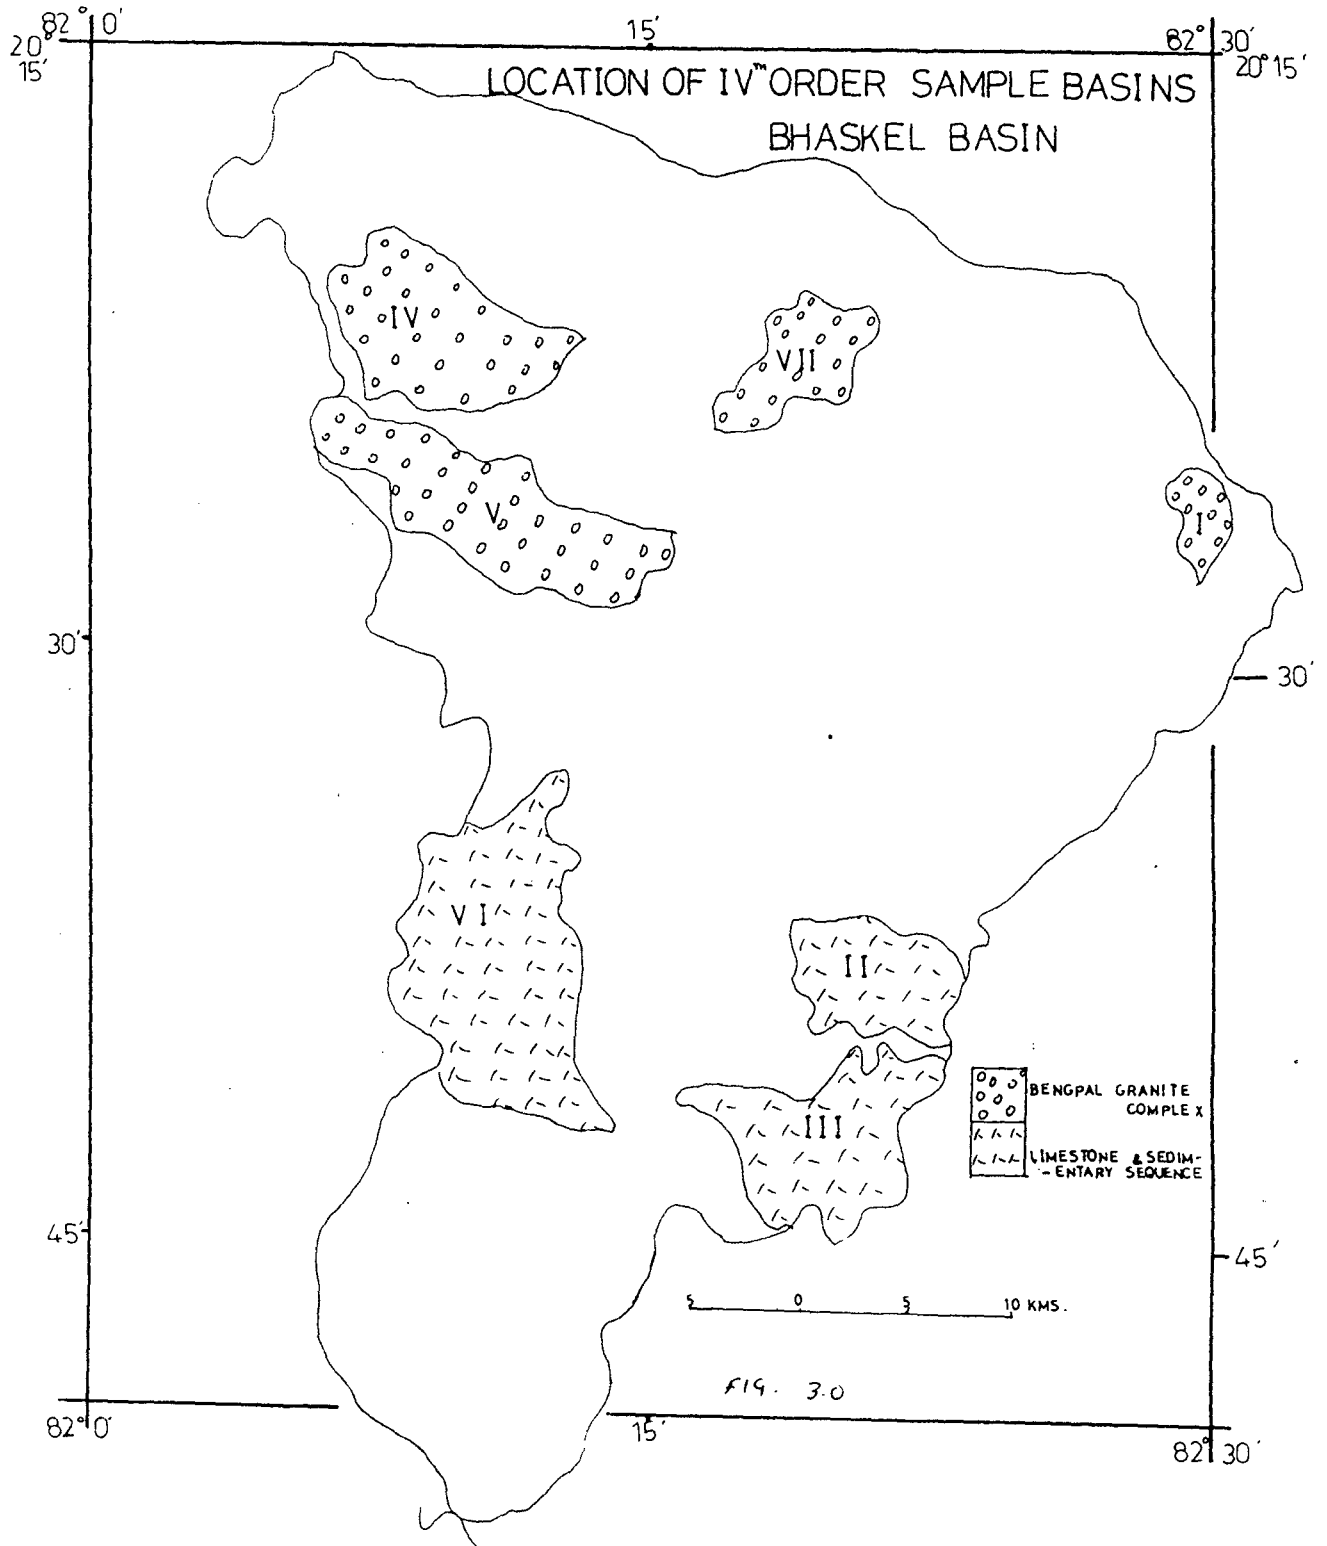 82° 0′
15′
82° 30′
20°
15′
20° 15′
LOCATION OF IVᵀᴴ ORDER SAMPLE BASINS
BHASKEL BASIN
IV
VII
V
I
30′
30′
VI
II
III
BENGPAL GRANITE
COMPLEX
LIMESTONE & SEDIM-
-ENTARY SEQUENCE
45′
45′
5 0 5 10 KMS.
FIG. 3.0
82° 0′
15′
82° 30′